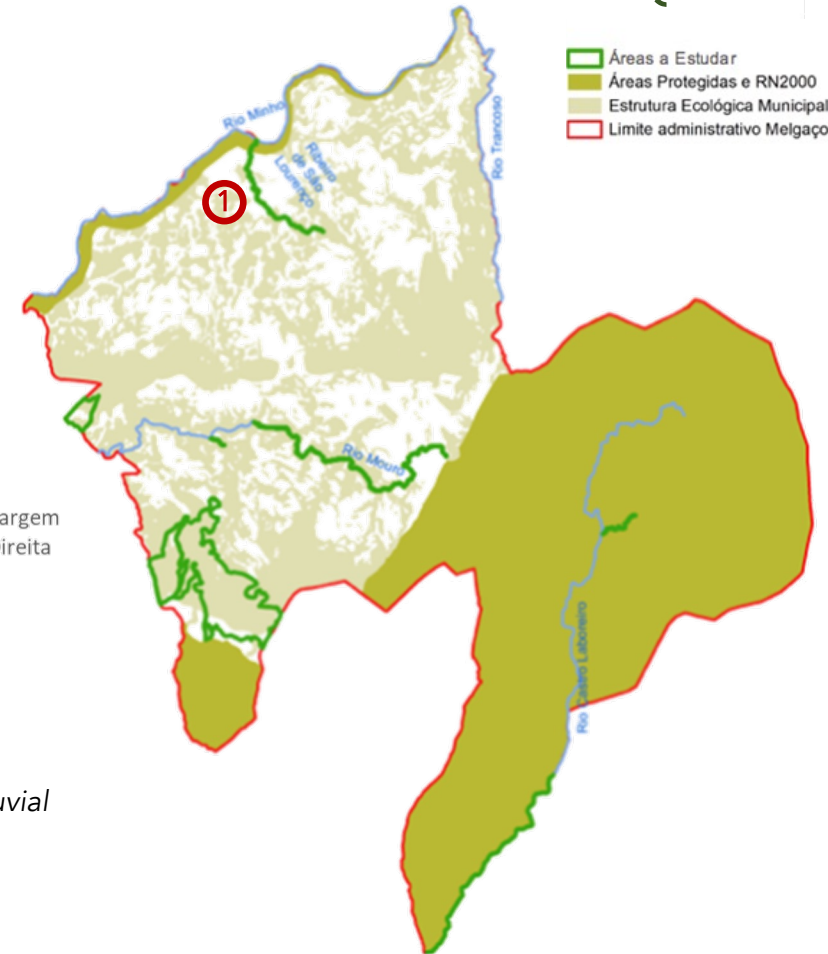 Áreas a Estudar
Áreas Protegidas e RN2000
Estrutura Ecológica Municipal
Limite administrativo Melgaço
Rio Minho
Rio Trancoso
Ribeiro
de São
Lourenço
1
Rio Mouro
argem
ireita
Rio Castro Laboreiro
uvial